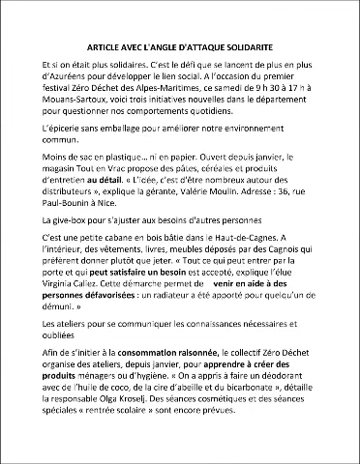 ARTICLE AVEC L'ANGLE D'ATTAQUE SOLIDARITE
Et si on était plus solidaires. C'est le défi que se lancent de plus en plus
d'Azuréens pour développer le lien social. A l'occasion du premier
festival Zéro Déchet des Alpes-Maritimes, ce samedi de 9 h 30 à 17 h à
Mouans-Sartoux, voici trois initiatives nouvelles dans le département
pour questionner nos comportements quotidiens.
L'épicerie sans emballage pour améliorer notre environnement
commun.
Moins de sac en plastique… ni en papier. Ouvert depuis janvier, le
magasin Tout en Vrac propose des pâtes, céréales et produits
d'entretien au détail. « L'idée, c'est d'être nombreux autour des
distributeurs », explique la gérante, Valérie Moulin. Adresse : 36, rue
Paul-Bounin à Nice.
La give-box pour s'ajuster aux besoins d'autres personnes
C'est une petite cabane en bois bâtie dans le Haut-de-Cagnes. A
l'intérieur, des vêtements, livres, meubles déposés par des Cagnois qui
préfèrent donner plutôt que jeter. « Tout ce qui peut entrer par la
porte et qui peut satisfaire un besoin est accepté, explique l'élue
Virginia Caliez. Cette démarche permet de venir en aide à des
personnes défavorisées : un radiateur a été apporté pour quelqu'un de
démuni. »
Les ateliers pour se communiquer les connaissances nécessaires et
oubliées
Afin de s'initier à la consommation raisonnée, le collectif Zéro Déchet
organise des ateliers, depuis janvier, pour apprendre à créer des
produits ménagers ou d'hygiène. « On a appris à faire un déodorant
avec de l'huile de coco, de la cire d'abeille et du bicarbonate », détaille
la responsable Olga Kroselj. Des séances cosmétiques et des séances
spéciales « rentrée scolaire » sont encore prévues.